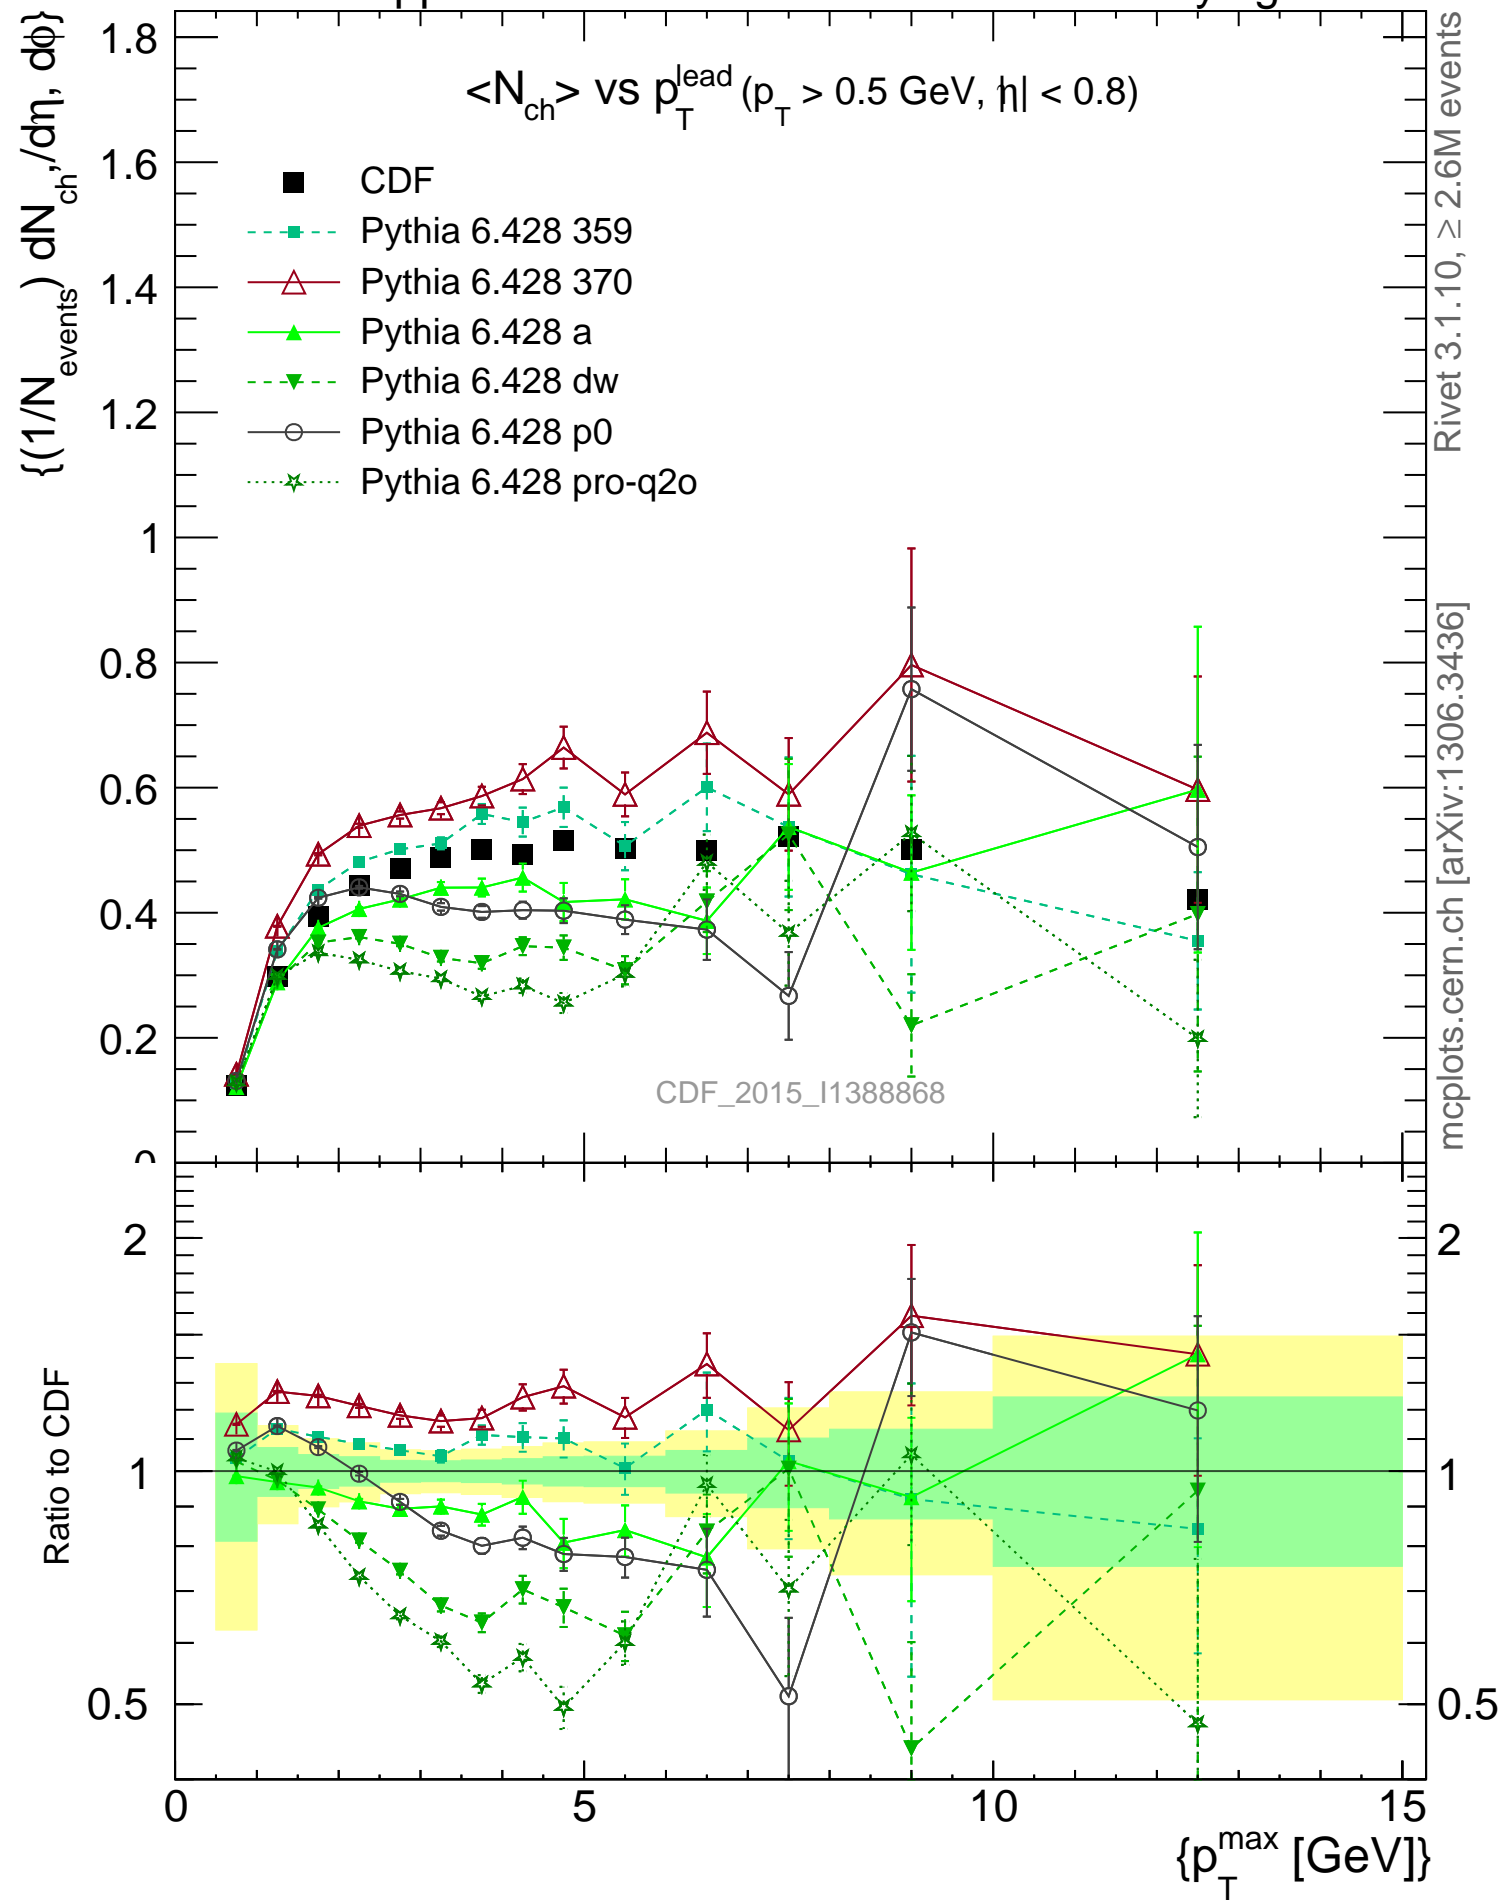 <N_ch> vs p_T^lead (p_T > 0.5 GeV, |η| < 0.8)
{(1/N_events) dN_ch/dη, dϕ}
1.8
1.6
1.4
1.2
1
0.8
0.6
0.4
0.2
0
CDF
Pythia 6.428 359
Pythia 6.428 370
Pythia 6.428 a
Pythia 6.428 dw
Pythia 6.428 p0
Pythia 6.428 pro-q2o
CDF_2015_I1388868
Rivet 3.1.10, ≥ 2.6M events
mcplots.cern.ch [arXiv:1306.3436]
Ratio to CDF
2
1
0.5
2
1
0.5
0
5
10
15
{p_T^max [GeV]}